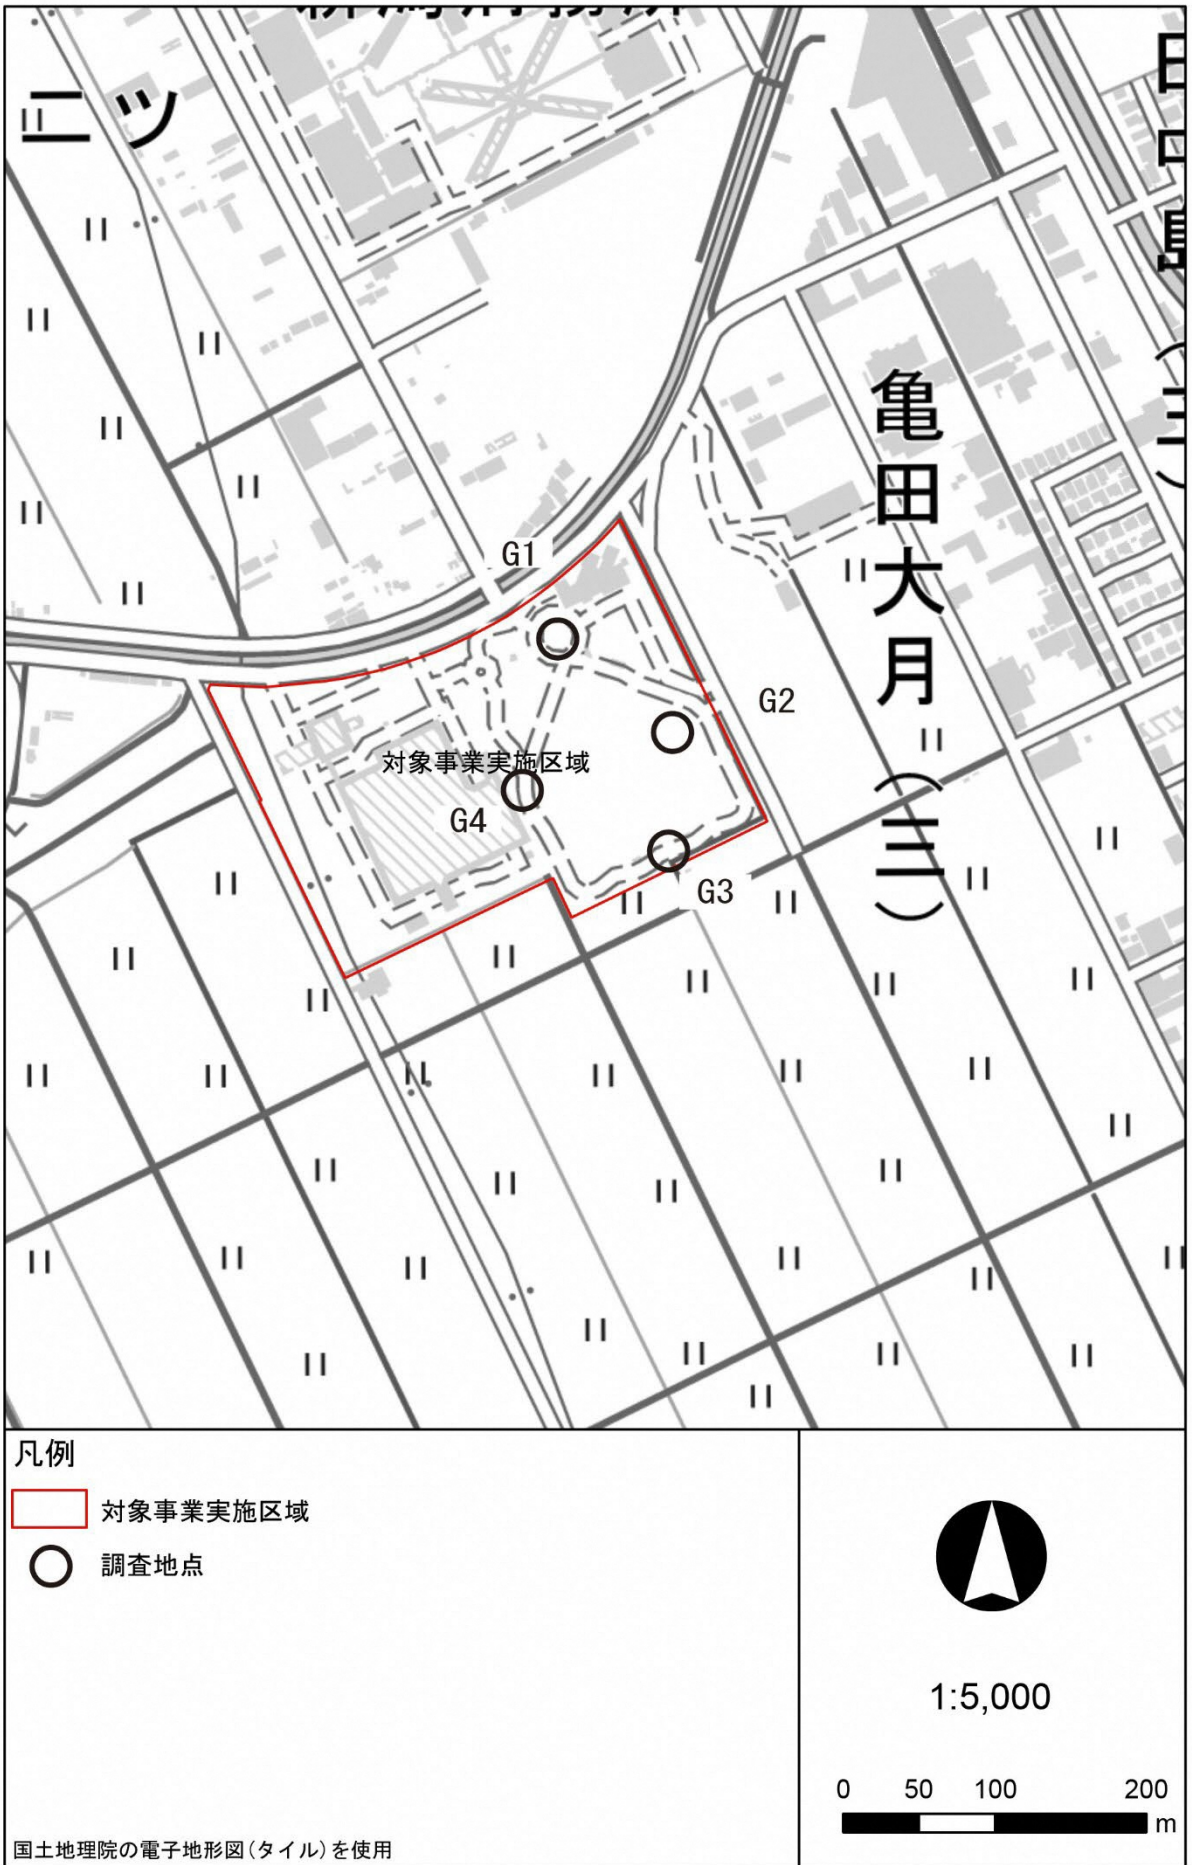 二ツ
亀田大月(三)
G1
G2
対象事業実施区域
G4
G3
凡例
対象事業実施区域
調査地点
1:5,000
0 50 100 200
m
国土地理院の電子地形図(タイル)を使用